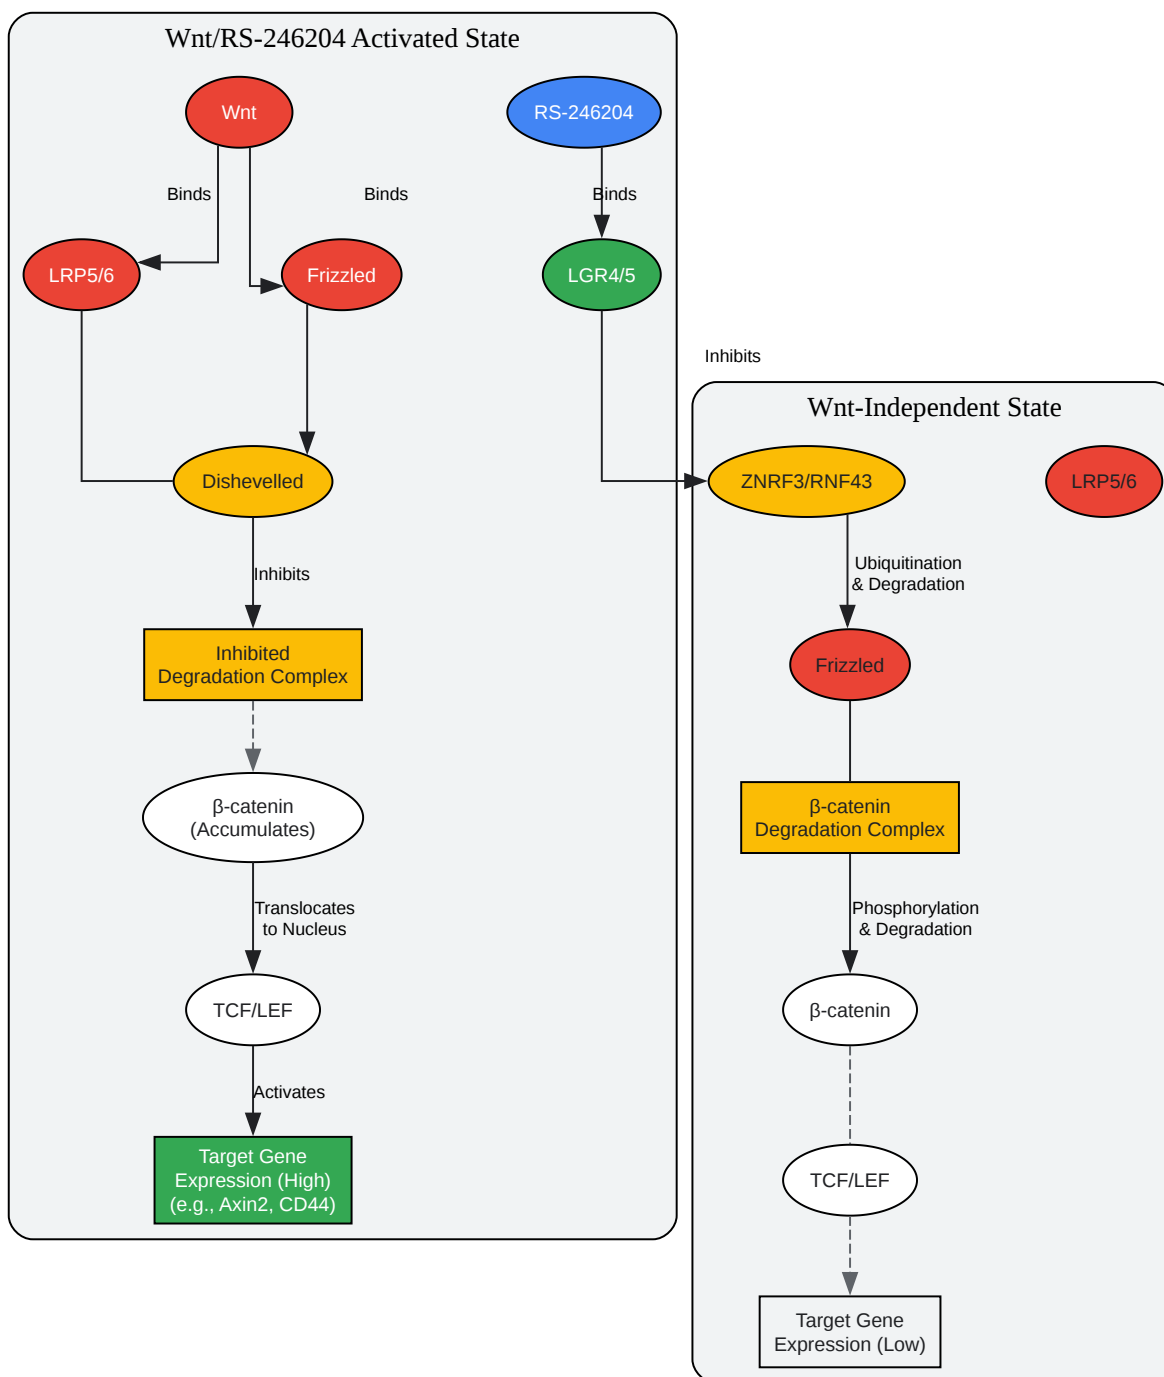 Wnt/RS-246204 Activated State
Wnt
RS-246204
Binds
Binds
Binds
LRP5/6
Frizzled
LGR4/5
Dishevelled
Inhibits
Inhibited
Degradation Complex
β-catenin
(Accumulates)
Translocates
to Nucleus
TCF/LEF
Activates
Target Gene
Expression (High)
(e.g., Axin2, CD44)
Inhibits
Wnt-Independent State
ZNRF3/RNF43
LRP5/6
Ubiquitination
& Degradation
Frizzled
β-catenin
Degradation Complex
Phosphorylation
& Degradation
β-catenin
TCF/LEF
Target Gene
Expression (Low)